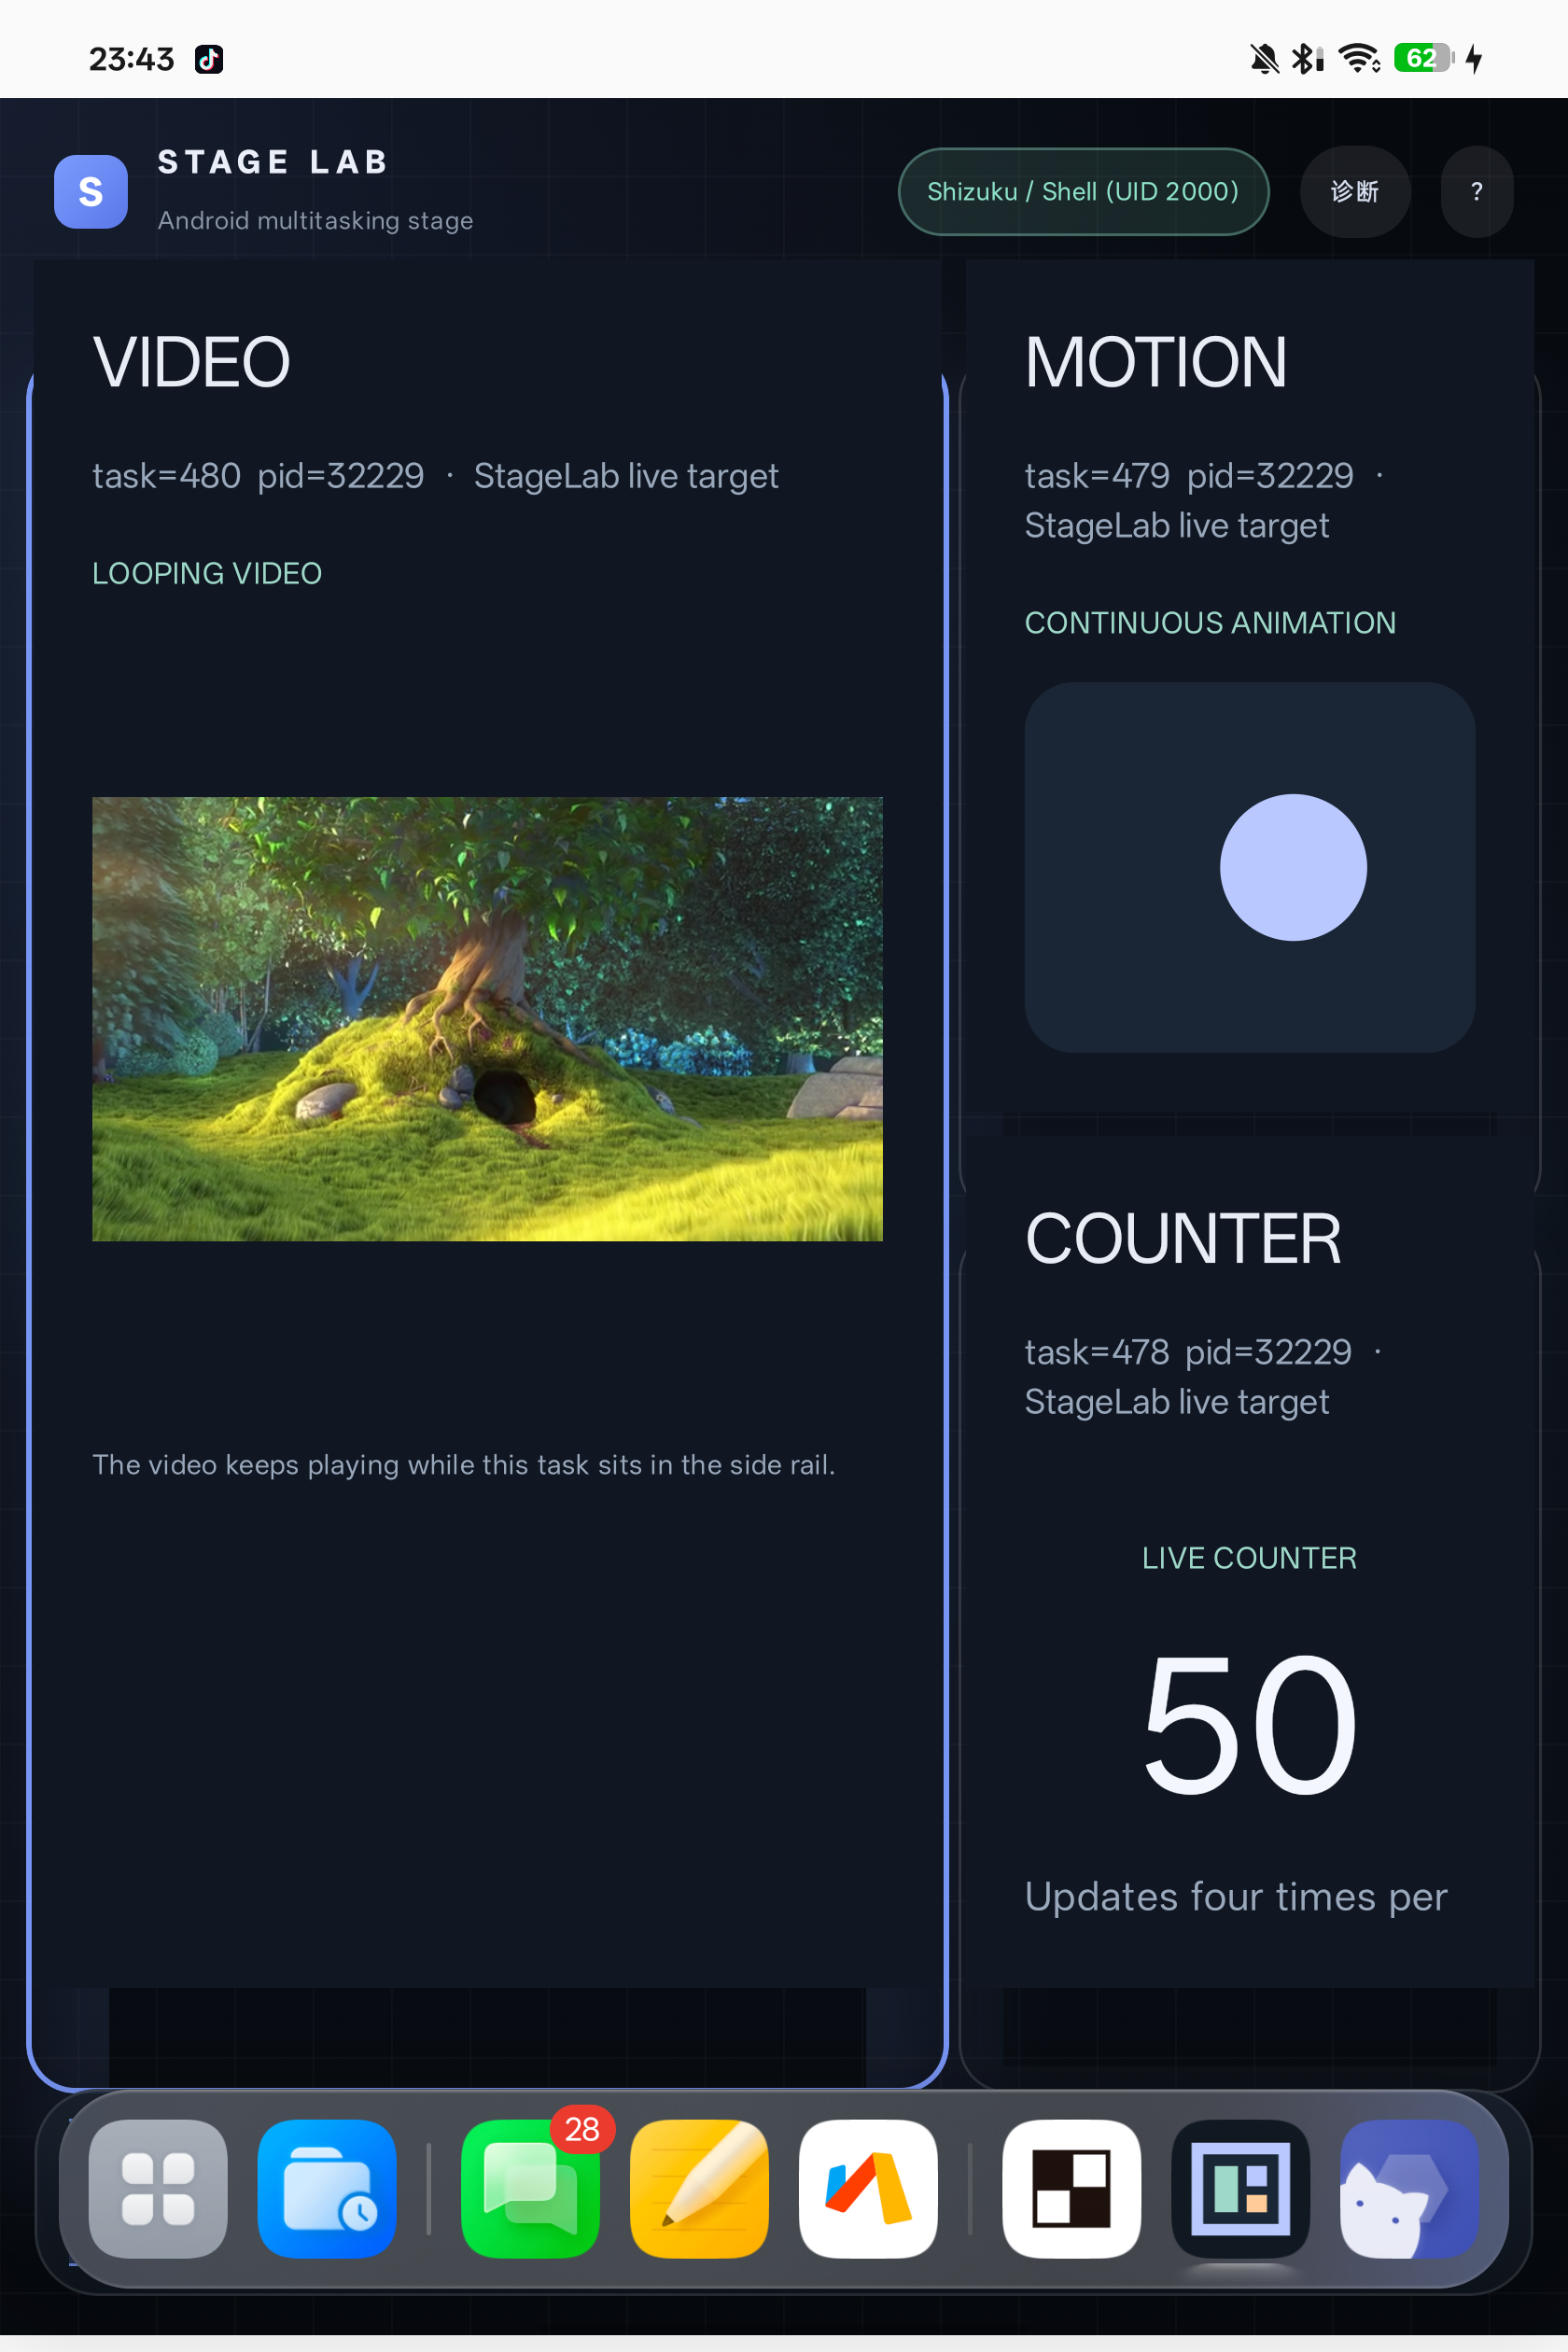 23:43
62
S
STAGE LAB
Android multitasking stage
Shizuku / Shell (UID 2000)
诊断
?
VIDEO
task=480 pid=32229 · StageLab live target
LOOPING VIDEO
The video keeps playing while this task sits in the side rail.
MOTION
task=479 pid=32229 ·
StageLab live target
CONTINUOUS ANIMATION
COUNTER
task=478 pid=32229 ·
StageLab live target
LIVE COUNTER
50
Updates four times per
28